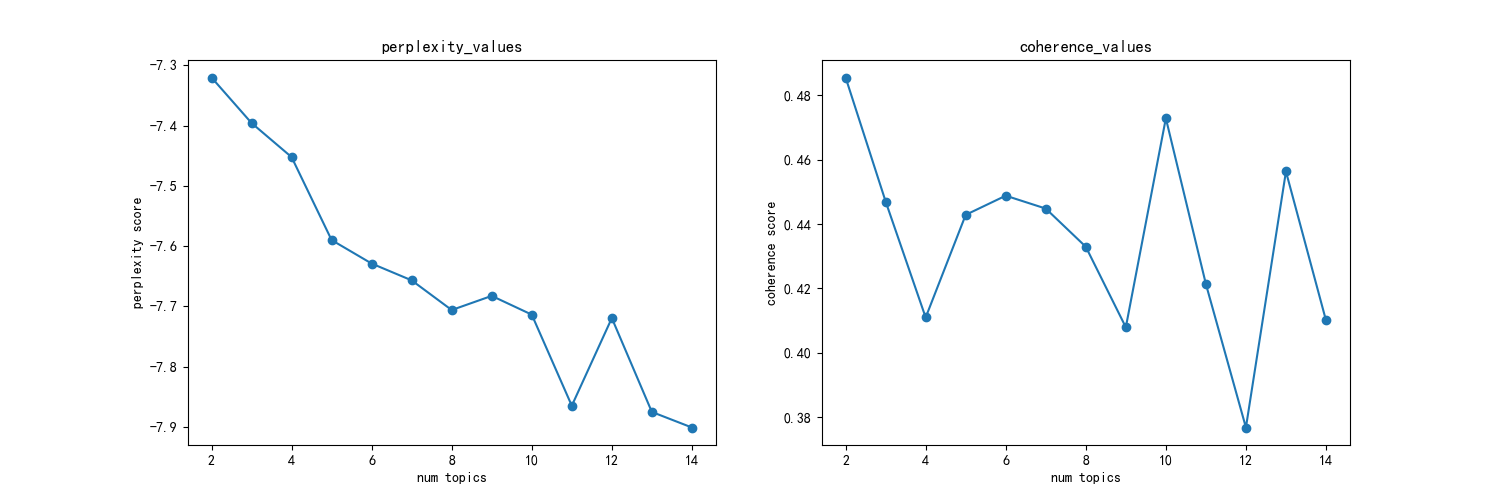 perplexity_values
perplexity score
-7.3
-7.4
-7.5
-7.6
-7.7
-7.8
-7.9
2 4 6 8 10 12 14
num topics
coherence_values
coherence score
0.48
0.46
0.44
0.42
0.40
0.38
2 4 6 8 10 12 14
num topics